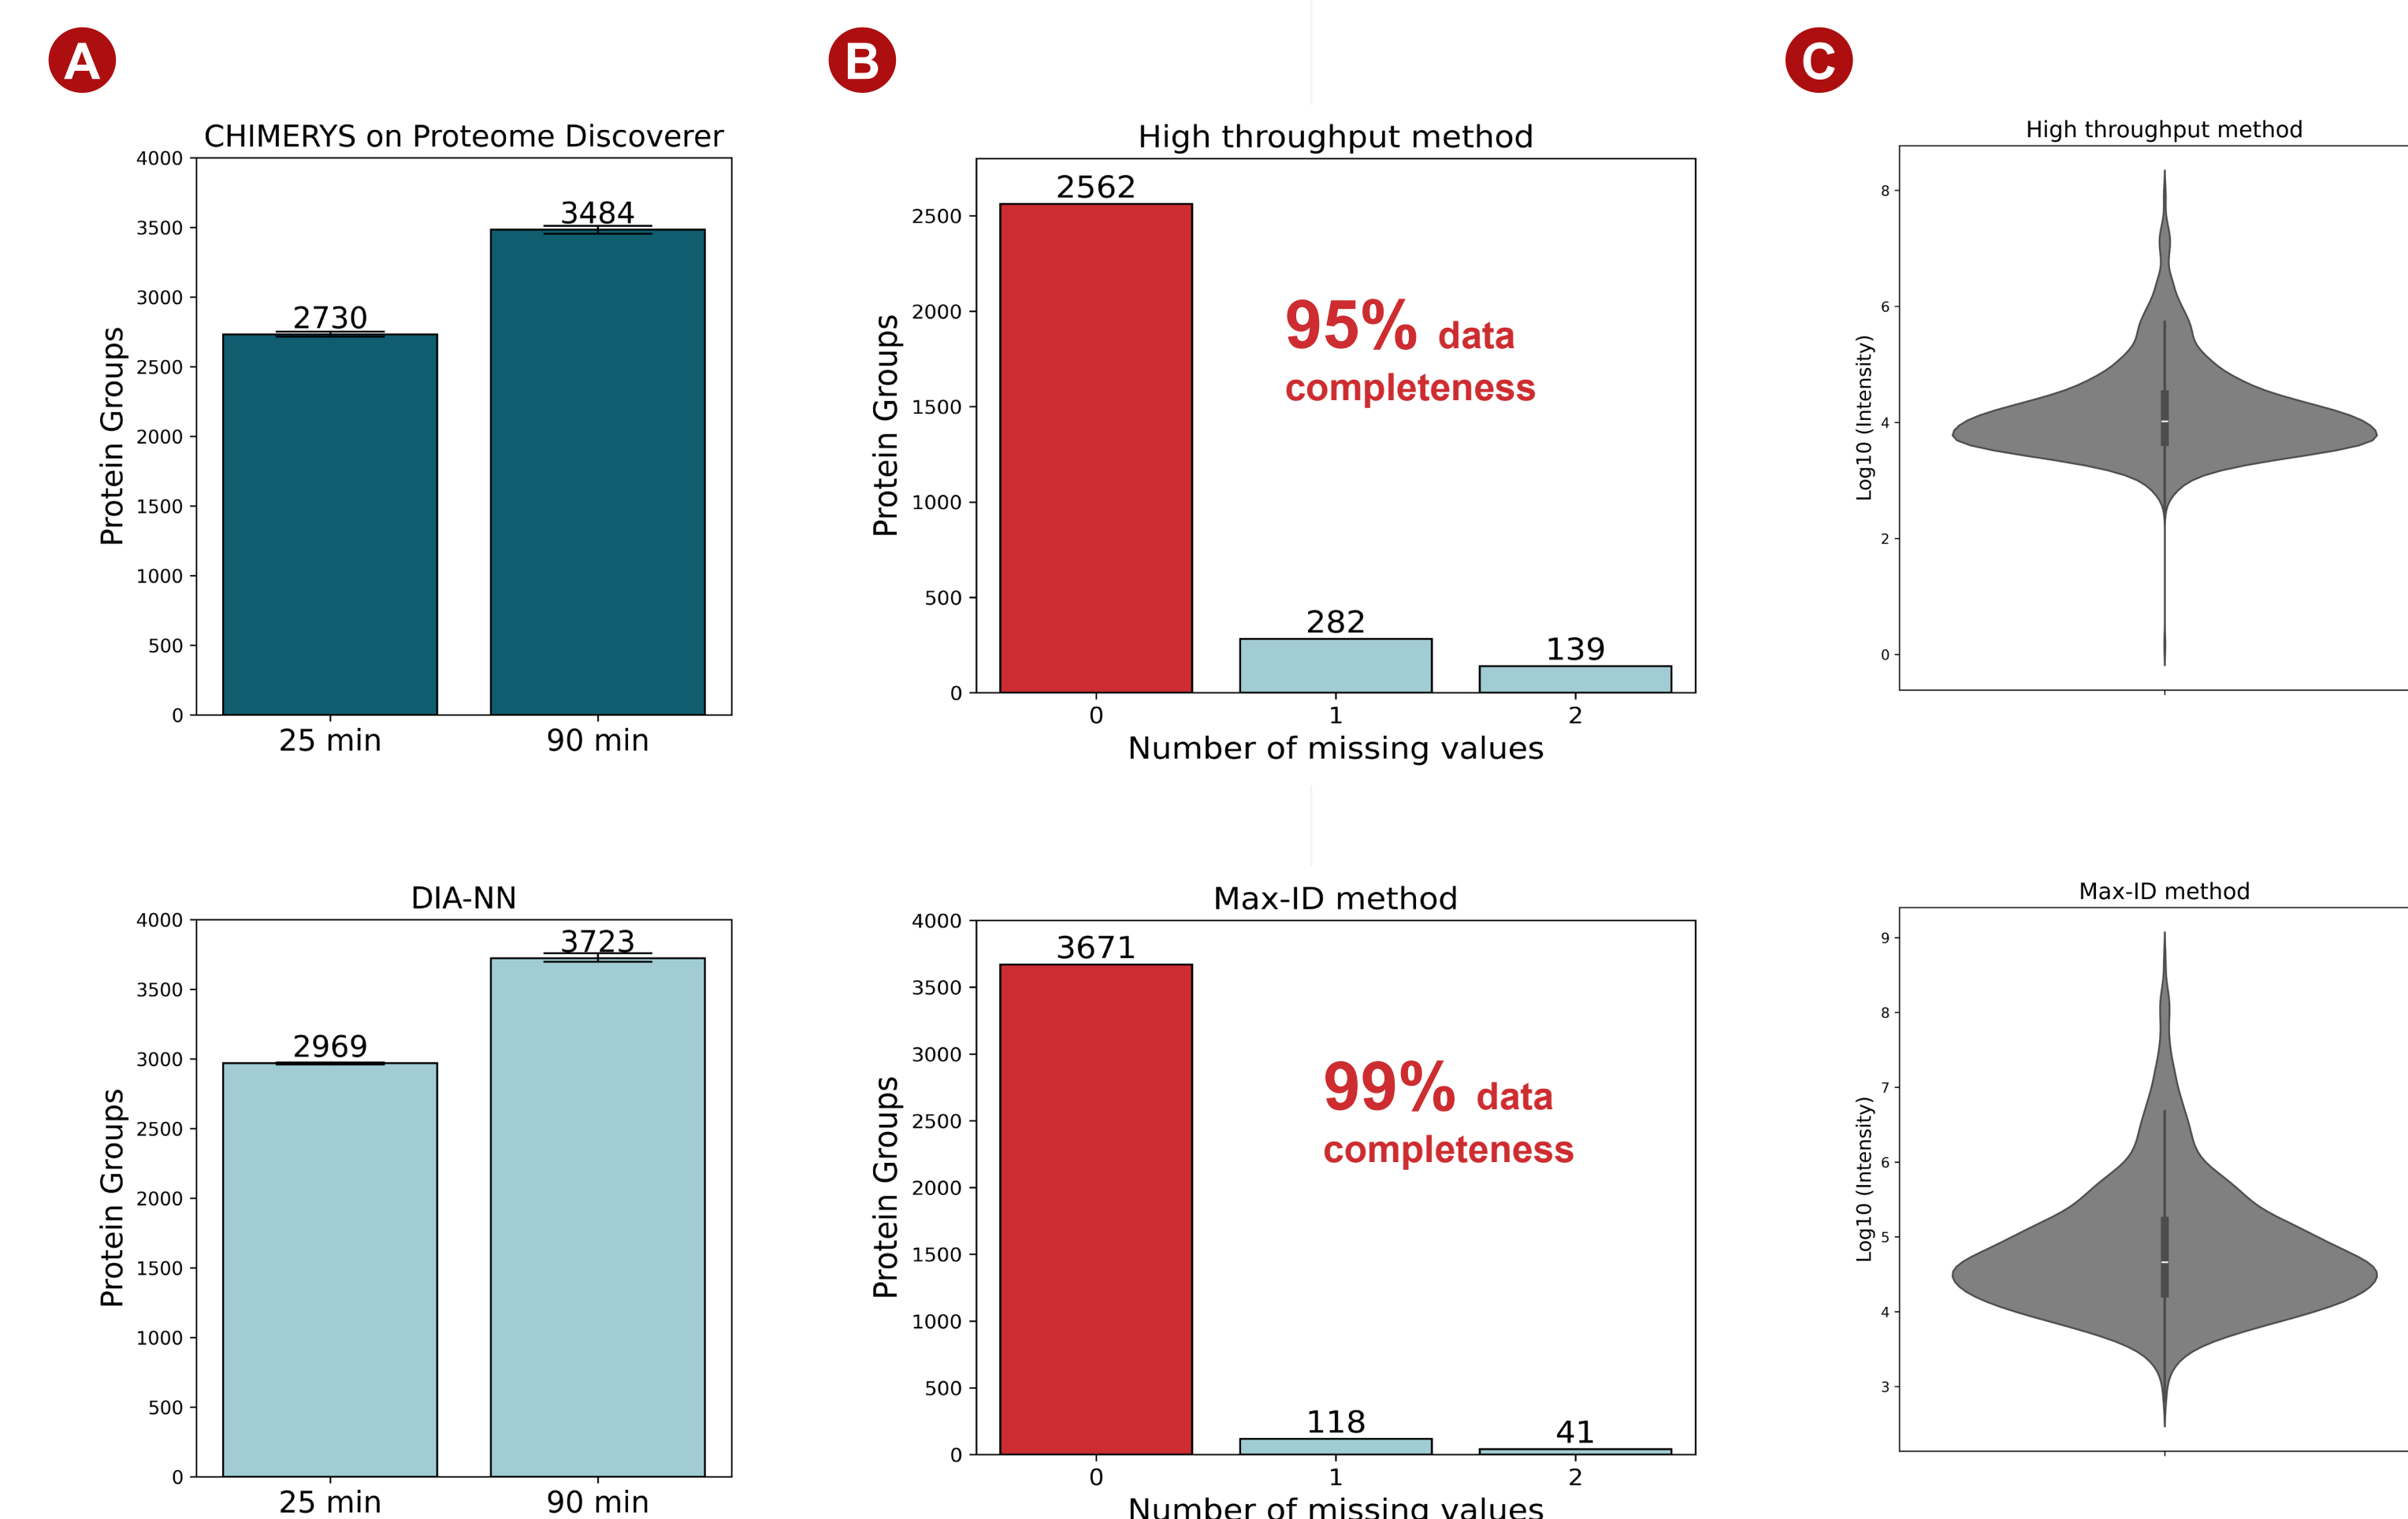 A
B
C
CHIMERYS on Proteome Discoverer
4000
3500
3000
2500
2000
1500
1000
500
0
Protein Groups
2730
3484
25 min
90 min
High throughput method
2500
2000
1500
1000
500
0
Protein Groups
2562
282
139
95% data
completeness
0
1
2
Number of missing values
High throughput method
8
6
4
2
0
Log10 (Intensity)
DIA-NN
4000
3500
3000
2500
2000
1500
1000
500
0
Protein Groups
2969
3723
25 min
90 min
Max-ID method
4000
3500
3000
2500
2000
1500
1000
500
0
Protein Groups
3671
118
41
99% data
completeness
0
1
2
Number of missing values
Max-ID method
9
8
7
6
5
4
3
Log10 (Intensity)